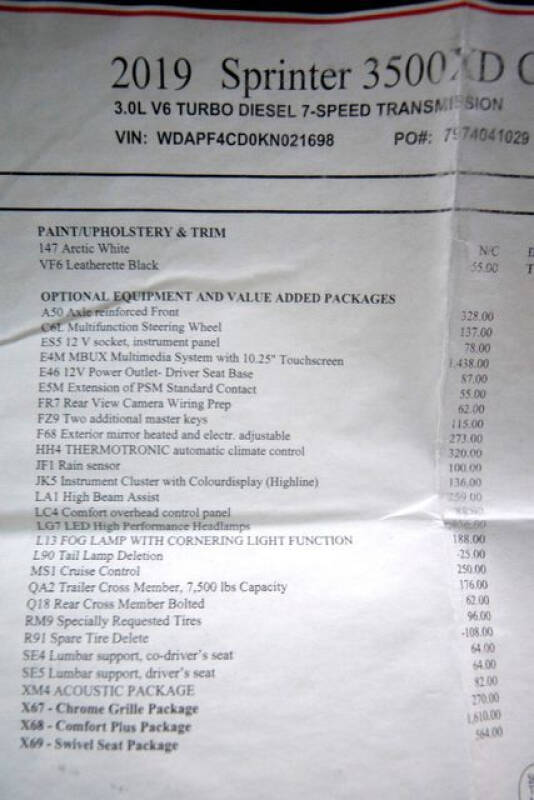 2019 Sprinter 3500XD C
3.0L V6 TURBO DIESEL 7-SPEED TRANSMISSION
VIN: WDAPF4CD0KN021698 PO#: 7974041029
PAINT/UPHOLSTERY & TRIM
147 Arctic White N/C
VF6 Leatherette Black 55.00 T
OPTIONAL EQUIPMENT AND VALUE ADDED PACKAGES
A50 Axle reinforced Front 328.00
C6L Multifunction Steering Wheel 137.00
ES5 12 V socket, instrument panel 78.00
E4M MBUX Multimedia System with 10.25" Touchscreen 1,438.00
E46 12V Power Outlet- Driver Seat Base 87.00
E5M Extension of PSM Standard Contact 55.00
FR7 Rear View Camera Wiring Prep 62.00
FZ9 Two additional master keys 115.00
F68 Exterior mirror heated and electr. adjustable 273.00
HH4 THERMOTRONIC automatic climate control 320.00
JF1 Rain sensor 100.00
JK5 Instrument Cluster with Colourdisplay (Highline) 136.00
LA1 High Beam Assist 259.00
LC4 Comfort overhead control panel
LG7 LED High Performance Headlamps
L13 FOG LAMP WITH CORNERING LIGHT FUNCTION 188.00
L90 Tail Lamp Deletion -25.00
MS1 Cruise Control 250.00
QA2 Trailer Cross Member, 7,500 lbs Capacity 176.00
Q18 Rear Cross Member Bolted 62.00
RM9 Specially Requested Tires 96.00
R91 Spare Tire Delete -108.00
SE4 Lumbar support, co-driver's seat 64.00
SE5 Lumbar support, driver's seat 64.00
XM4 ACOUSTIC PACKAGE 82.00
X67 - Chrome Grille Package 270.00
X68 - Comfort Plus Package 1,610.00
X69 - Swivel Seat Package 564.00